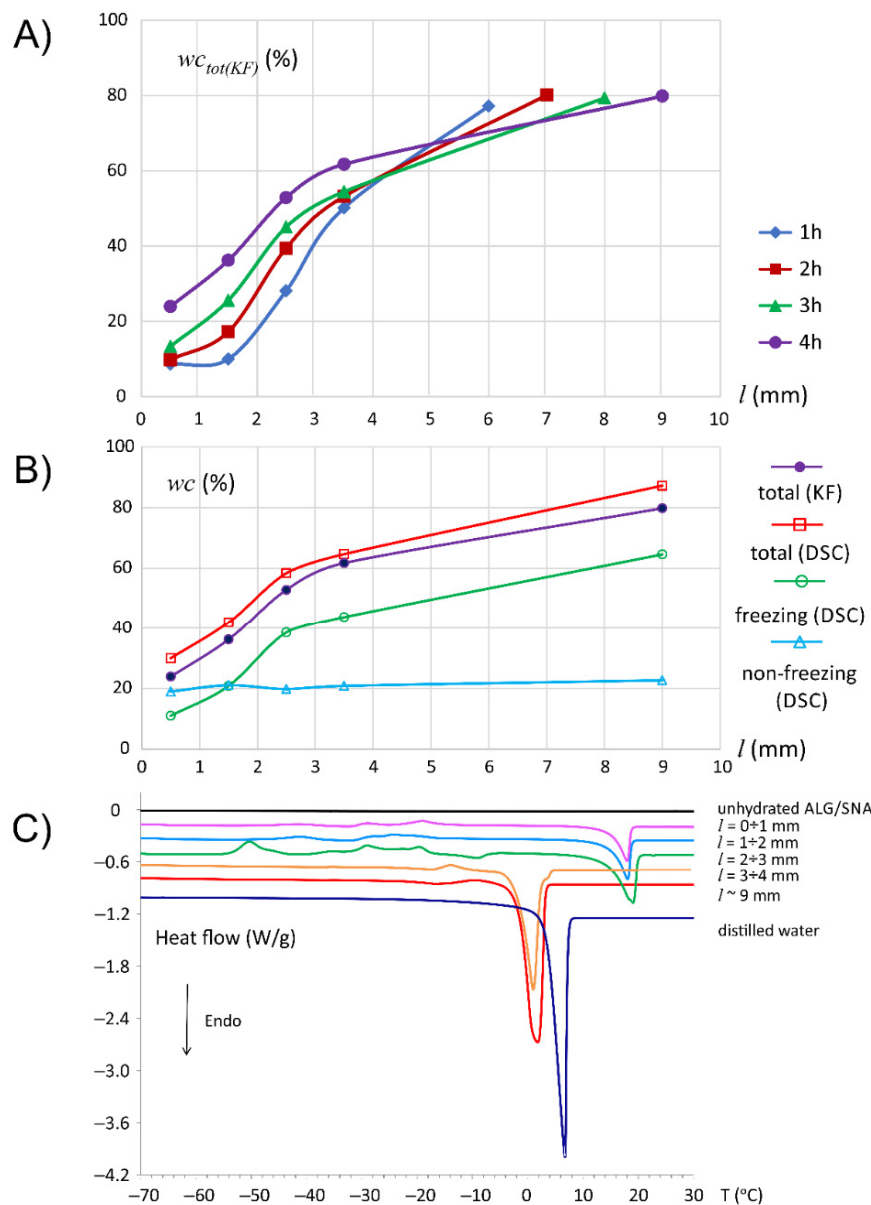 A)
wc_tot(KF) (%)
100
80
60
40
20
0
0 1 2 3 4 5 6 7 8 9 10
l (mm)
1h
2h
3h
4h
B)
wc (%)
100
80
60
40
20
0
0 1 2 3 4 5 6 7 8 9 10
l (mm)
total (KF)
total (DSC)
freezing (DSC)
non-freezing
(DSC)
C)
0
−0.6
−1.2
−1.8
−2.4
−3.0
−3.6
−4.2
Heat flow (W/g)
Endo
unhydrated ALG/SNA
l = 0÷1 mm
l = 1÷2 mm
l = 2÷3 mm
l = 3÷4 mm
l ~ 9 mm
distilled water
−70 −60 −50 −40 −30 −20 −10 0 10 20 30
T (°C)